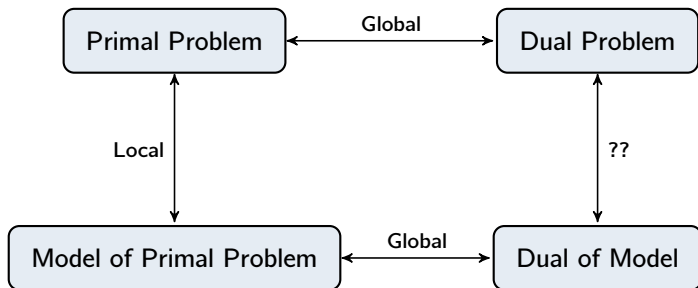 Global
Primal Problem
Dual Problem
Local
??
Global
Model of Primal Problem
Dual of Model